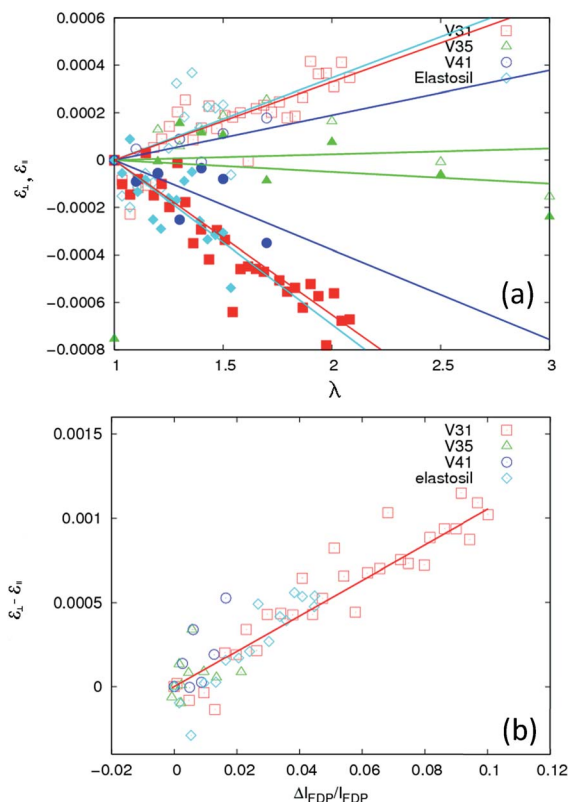 0.0006
V31
V35
V41
Elastosil
0.0004
0.0002
0
-0.0002
-0.0004
-0.0006
-0.0008
ε⊥, ε∥
(a)
1
1.5
2
2.5
3
λ
0.0015
V31
V35
V41
elastosil
0.001
0.0005
0
ε⊥- ε∥
(b)
-0.02
0
0.02
0.04
0.06
0.08
0.1
0.12
ΔI_FDP/I_FDP